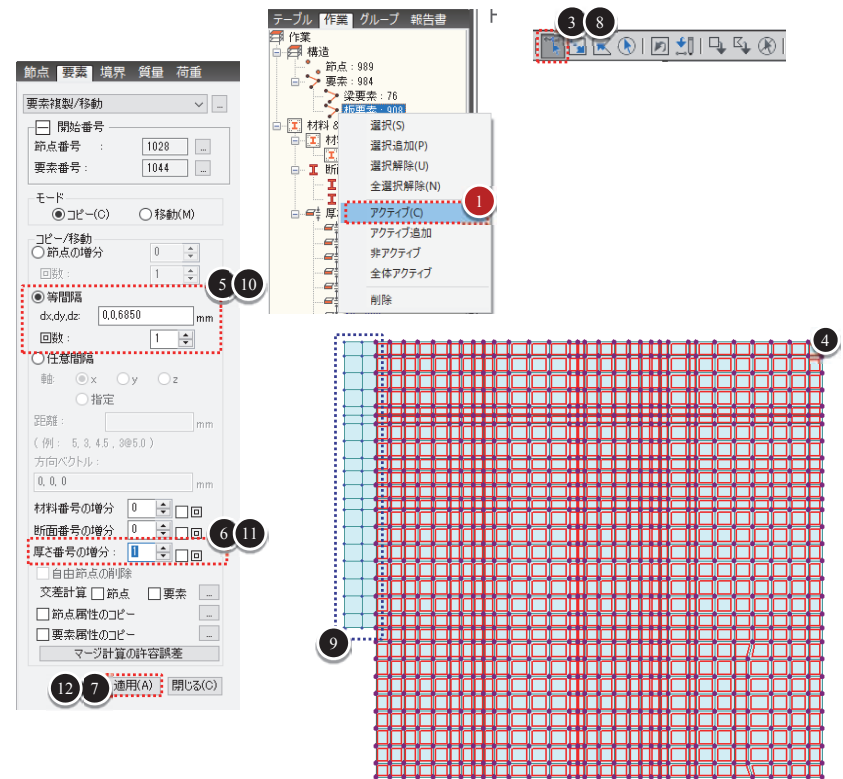 節点 要素 境界 質量 荷重
要素複製/移動
...
開始番号
節点番号 : 1028 ...
要素番号 : 1044 ...
モード
コピー(C) 移動(M)
コピー/移動
節点の増分 0
回数 : 1
5 10
等間隔
dx,dy,dz: 0,0,6850 mm
回数: 1
任意間隔
軸: x y z
指定
距離 : mm
( 例 : 5, 3, 4.5 , 3@5.0 )
方向ベクトル :
0, 0, 0 mm
材料番号の増分 0 回
断面番号の増分 0 回
6 11
厚さ番号の増分 : 1 回
自由節点の削除
交差計算 節点 要素 ...
節点属性のコピー ...
要素属性のコピー ...
マージ計算の許容誤差
12 7 適用(A) 閉じる(C)
テーブル 作業 グループ 報告書
作業
構造
節点 : 989
要素 : 984
梁要素 : 76
板要素 : 908
材料 &
材
断
厚
選択(S)
選択追加(P)
選択解除(U)
全選択解除(N)
1
アクティブ(C)
アクティブ追加
非アクティブ
全体アクティブ
削除
3 8
4
9